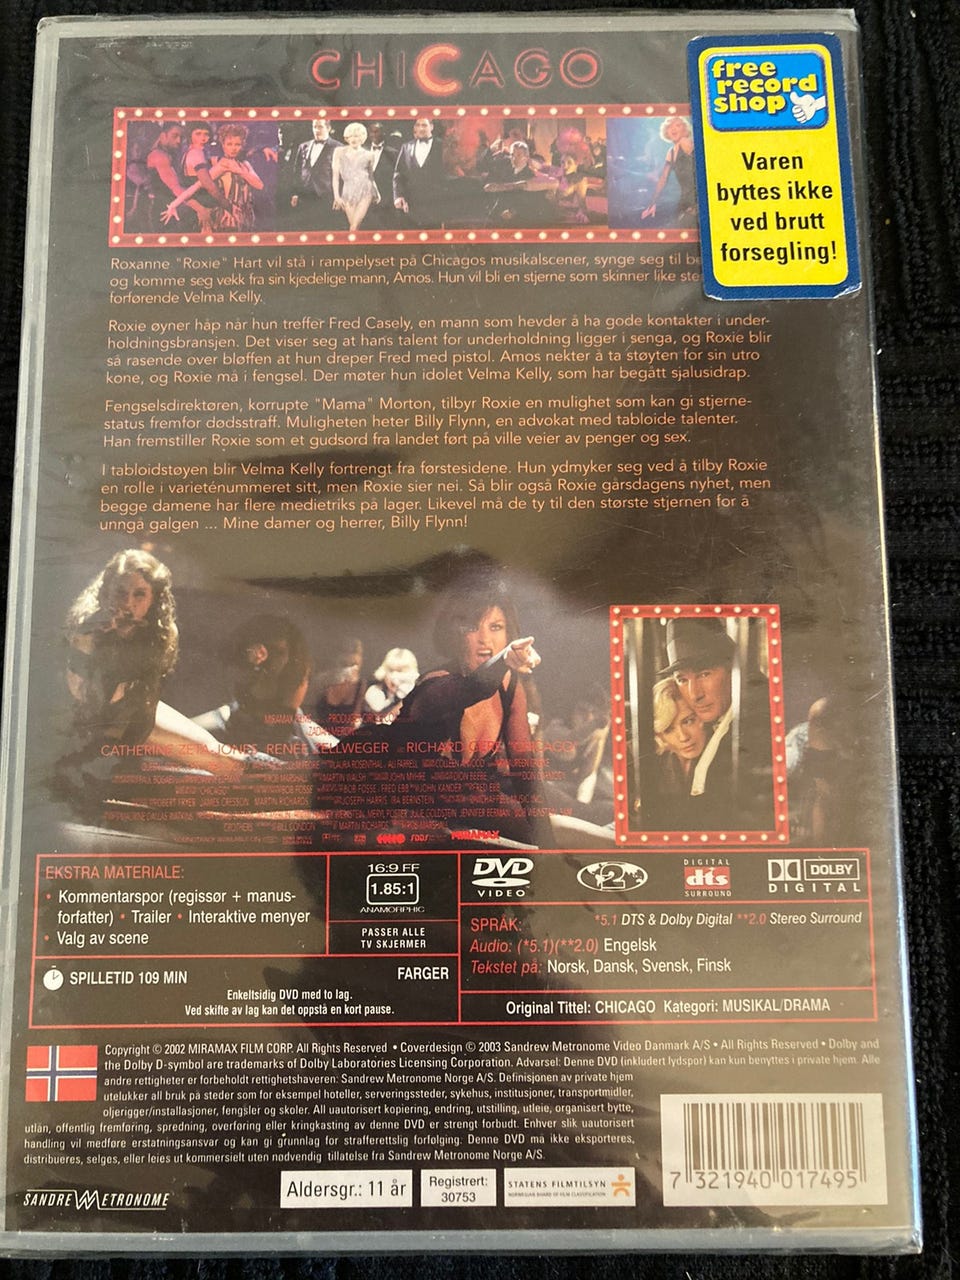 CHICAGO
free
record
shop
Varen
byttes ikke
ved brutt
forsegling!
Roxanne "Roxie" Hart vil stå i rampelyset på Chicagos musikalscener, synge seg til
og komme seg vekk fra sin kjedelige mann, Amos. Hun vil bli en stjerne som skinner like
forførende Velma Kelly.
Roxie øyner håp når hun treffer Fred Casely, en mann som hevder å ha gode kontakter i under-
holdningsbransjen. Det viser seg at hans talent for underholdning ligger i senga, og Roxie blir
så rasende over bløffen at hun dreper Fred med pistol. Amos nekter å ta støyten for sin utro
kone, og Roxie må i fengsel. Der møter hun idolet Velma Kelly, som har begått sjalusidrap.
Fengselsdirektøren, korrupte "Mama" Morton, tilbyr Roxie en mulighet som kan gi stjerne-
status fremfor dødsstraff. Muligheten heter Billy Flynn, en advokat med tabloide talenter.
Han fremstiller Roxie som et gudsord fra landet ført på ville veier av penger og sex.
I tabloidstøyen blir Velma Kelly fortrengt fra førstesidene. Hun ydmyker seg ved å tilby Roxie
en rolle i varieténummeret sitt, men Roxie sier nei. Så blir også Roxie gårsdagens nyhet, men
begge damene har flere medietriks på lager. Likevel må de ty til den største stjernen for å
unngå galgen ... Mine damer og herrer, Billy Flynn!
CATHERINE ZETA-JONES RENÉE ZELLWEGER RICHARD GERE "CHICAGO"
MIRAMAX
EKSTRA MATERIALE:
• Kommentarspor (regissør + manus-
forfatter) • Trailer • Interaktive menyer
• Valg av scene
16:9 FF
1.85:1
ANAMORPHIC
PASSER ALLE
TV SKJERMER
DVD
VIDEO
2
DIGITAL
dts
SURROUND
DOLBY
DIGITAL
SPRÅK: *5.1 DTS & Dolby Digital **2.0 Stereo Surround
Audio: (*5.1)(**2.0) Engelsk
Tekstet på: Norsk, Dansk, Svensk, Finsk
SPILLETID 109 MIN FARGER
Enkeltsidig DVD med to lag.
Ved skifte av lag kan det oppstå en kort pause.
Original Tittel: CHICAGO Kategori: MUSIKAL/DRAMA
Copyright © 2002 MIRAMAX FILM CORP. All Rights Reserved • Coverdesign © 2003 Sandrew Metronome Video Danmark A/S • All Rights Reserved • Dolby and
the Dolby D-symbol are trademarks of Dolby Laboratories Licensing Corporation. Advarsel: Denne DVD (inkludert lydspor) kan kun benyttes i private hjem. Alle
andre rettigheter er forbeholdt rettighetshaveren: Sandrew Metronome Norge A/S. Definisjonen av private hjem
utelukker all bruk på steder som for eksempel hoteller, serveringssteder, sykehus, institusjoner, transportmidler,
oljerigger/installasjoner, fengsler og skoler. All uautorisert kopiering, endring, utstilling, utleie, organisert bytte,
utlån, offentlig fremføring, spredning, overføring eller kringkasting av denne DVD er strengt forbudt. Enhver slik uautorisert
handling vil medføre erstatningsansvar og kan gi grunnlag for strafferettslig forfølging. Denne DVD må ikke eksporteres,
distribueres, selges, eller leies ut kommersielt uten nødvendig tillatelse fra Sandrew Metronome Norge A/S.
SANDREW METRONOME
Aldersgr.: 11 år
Registrert:
30753
STATENS FILMTILSYN
NORWEGIAN BOARD OF FILM CLASSIFICATION
7 321940 017495